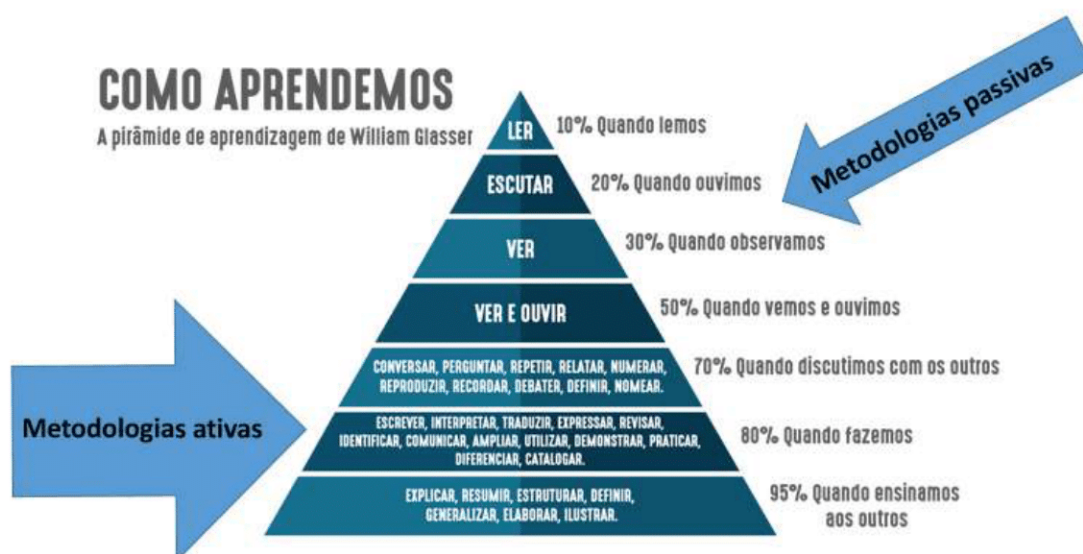 COMO APRENDEMOS
A pirâmide de aprendizagem de William Glasser
Metodologias passivas
LER
10% Quando lemos
ESCUTAR
20% Quando ouvimos
VER
30% Quando observamos
VER E OUVIR
50% Quando vemos e ouvimos
CONVERSAR, PERGUNTAR, REPETIR, RELATAR, NUMERAR,
REPRODUZIR, RECORDAR, DEBATER, DEFINIR, NOMEAR.
70% Quando discutimos com os outros
Metodologias ativas
ESCREVER, INTERPRETAR, TRADUZIR, EXPRESSAR, REVISAR,
IDENTIFICAR, COMUNICAR, AMPLIAR, UTILIZAR, DEMONSTRAR, PRATICAR,
DIFERENCIAR, CATALOGAR.
80% Quando fazemos
EXPLICAR, RESUMIR, ESTRUTURAR, DEFINIR,
GENERALIZAR, ELABORAR, ILUSTRAR.
95% Quando ensinamos
aos outros